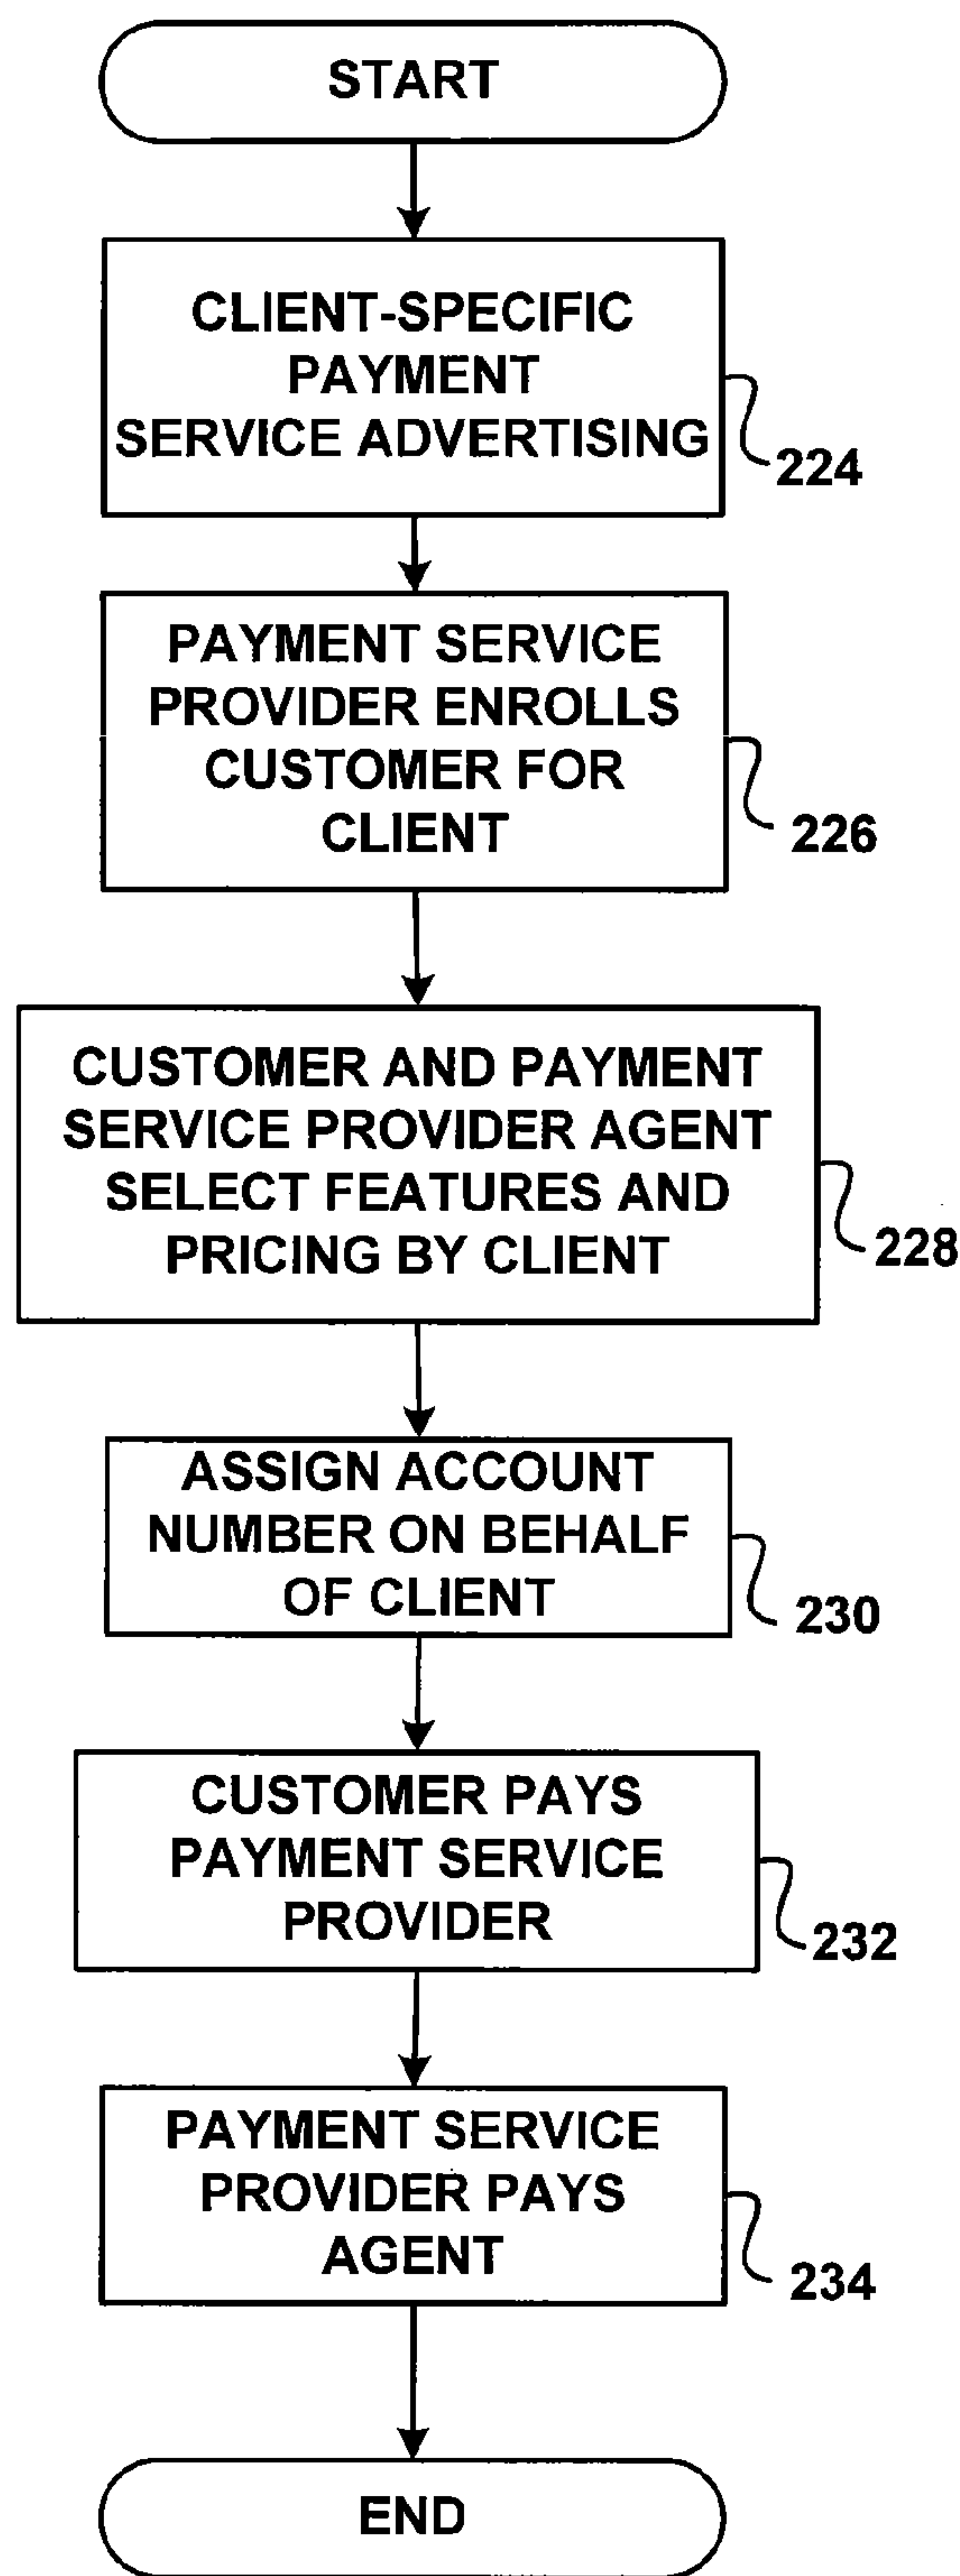 START
CLIENT-SPECIFIC
PAYMENT
SERVICE ADVERTISING
224
PAYMENT SERVICE
PROVIDER ENROLLS
CUSTOMER FOR
CLIENT
226
CUSTOMER AND PAYMENT
SERVICE PROVIDER AGENT
SELECT FEATURES AND
PRICING BY CLIENT
228
ASSIGN ACCOUNT
NUMBER ON BEHALF
OF CLIENT
230
CUSTOMER PAYS
PAYMENT SERVICE
PROVIDER
232
PAYMENT SERVICE
PROVIDER PAYS
AGENT
234
END